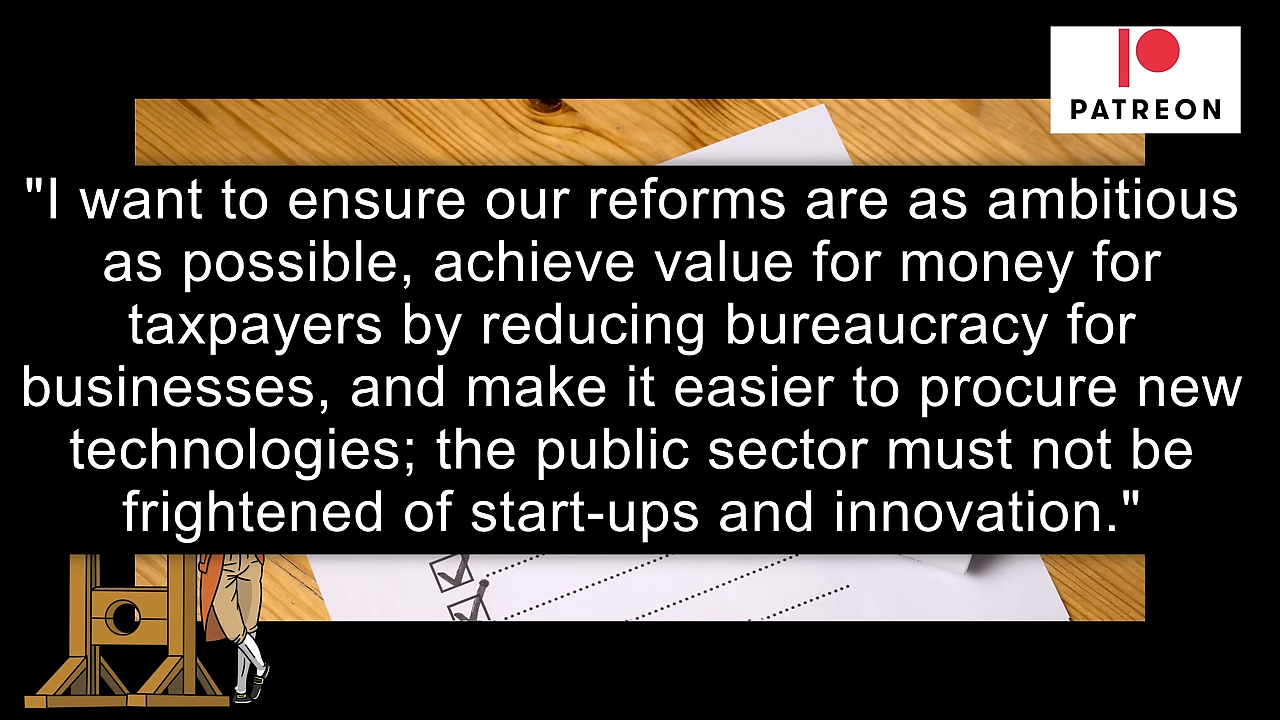 PATREON
"I want to ensure our reforms are as ambitious
as possible, achieve value for money for
taxpayers by reducing bureaucracy for
businesses, and make it easier to procure new
technologies; the public sector must not be
frightened of start-ups and innovation."